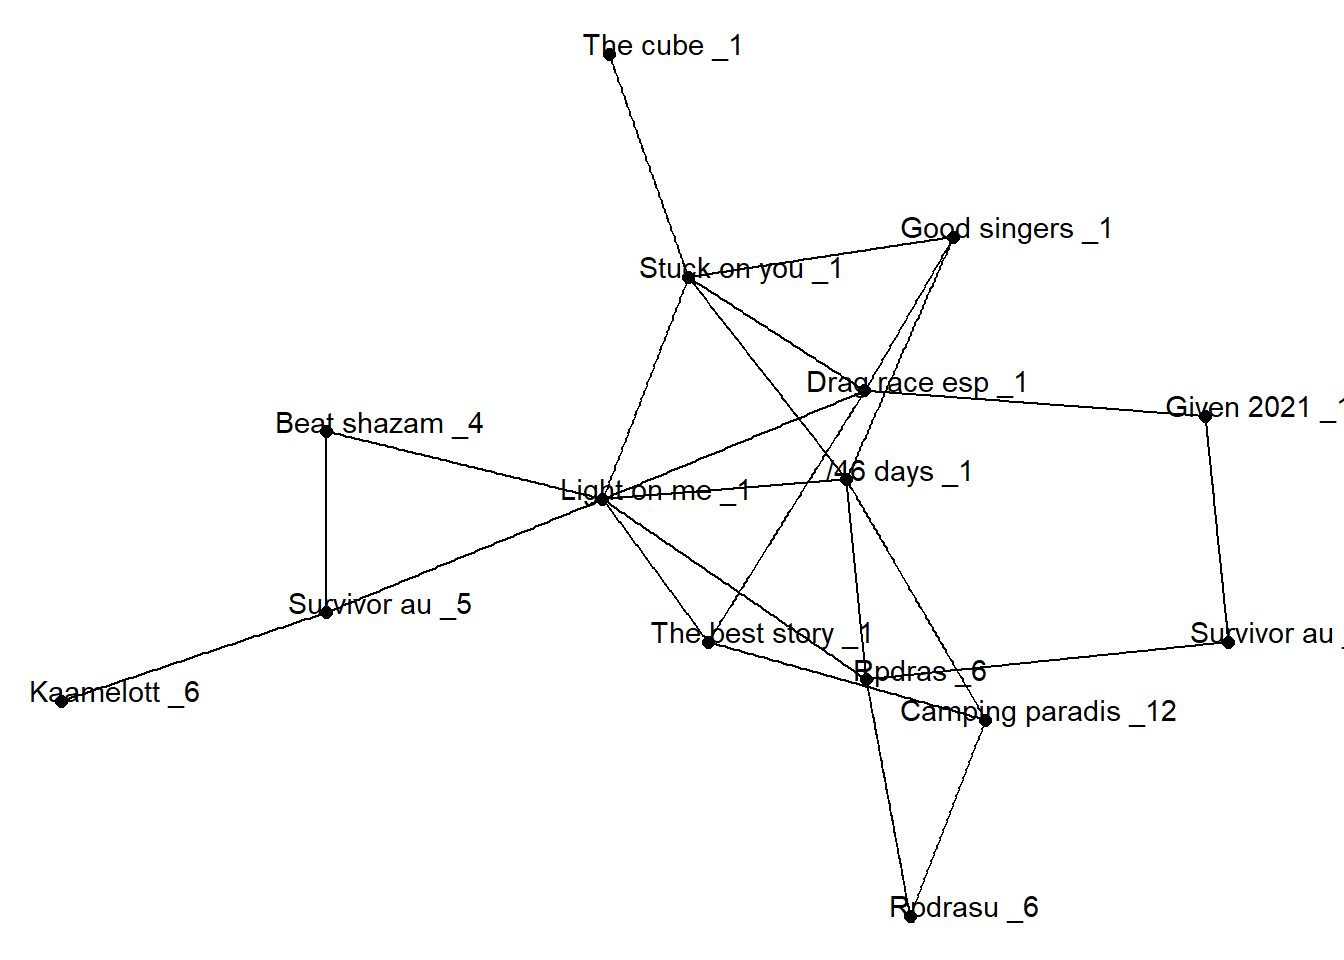 The cube _1
Good singers _1
Stuck on you _1
Drag race esp _1
Given 2021 _1
Beat shazam _4
/46 days _1
Light on me _1
Survivor au _5
The best story _1
Survivor au _
Rpdras _6
Kaamelott _6
Camping paradis _12
Rpdrasu _6